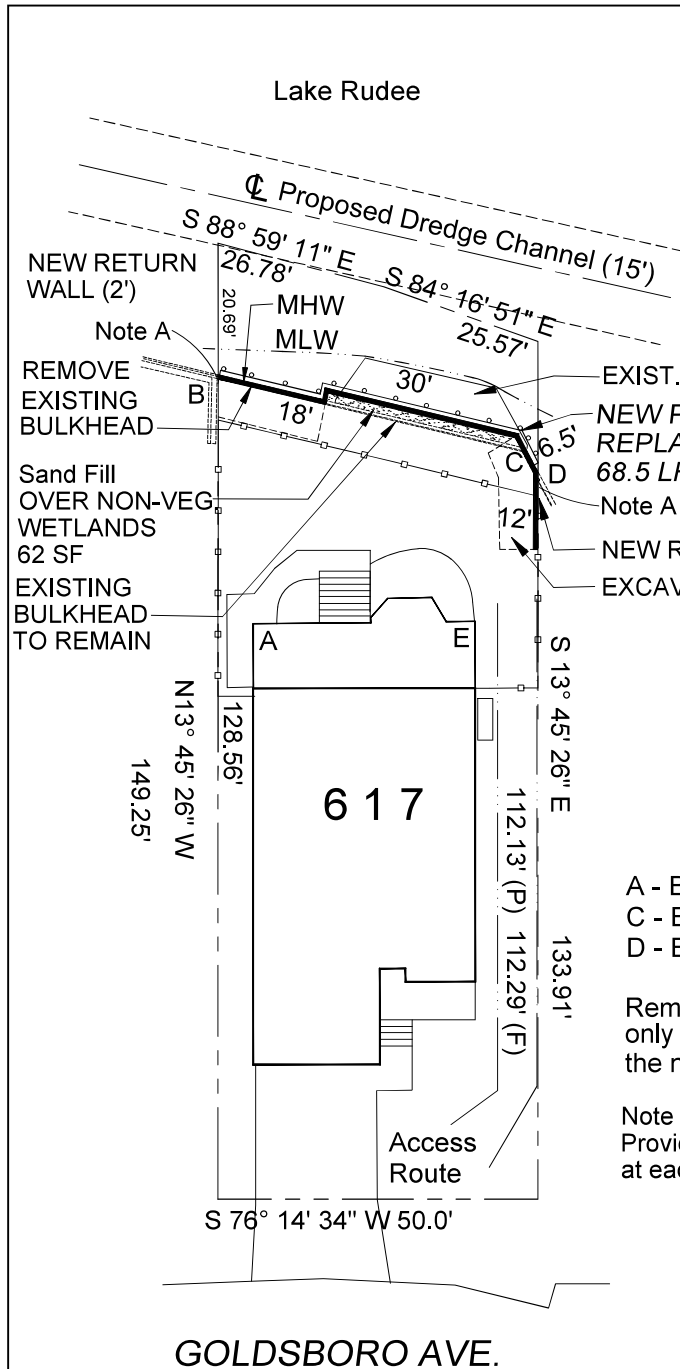 Lake Rudee
℄ Proposed Dredge Channel (15')
S 88° 59' 11" E
26.78'
S 84° 16' 51" E
25.57'
NEW RETURN
WALL (2')
20.69'
MHW
MLW
Note A
REMOVE
EXISTING
BULKHEAD
B
18'
30'
EXIST.
NEW
REPLA
68.5 L
6.5'
C
D
Note A
12'
NEW R
EXCAV
Sand Fill
OVER NON-VEG
WETLANDS
62 SF
EXISTING
BULKHEAD
TO REMAIN
A
E
N13° 45' 26" W
149.25'
128.56'
617
S 13° 45' 26" E
112.13' (P)
112.29' (F)
133.91'
A - E
C - E
D - E
Rem
only
the n
Note
Provi
at eac
Access
Route
S 76° 14' 34" W 50.0'
GOLDSBORO AVE.